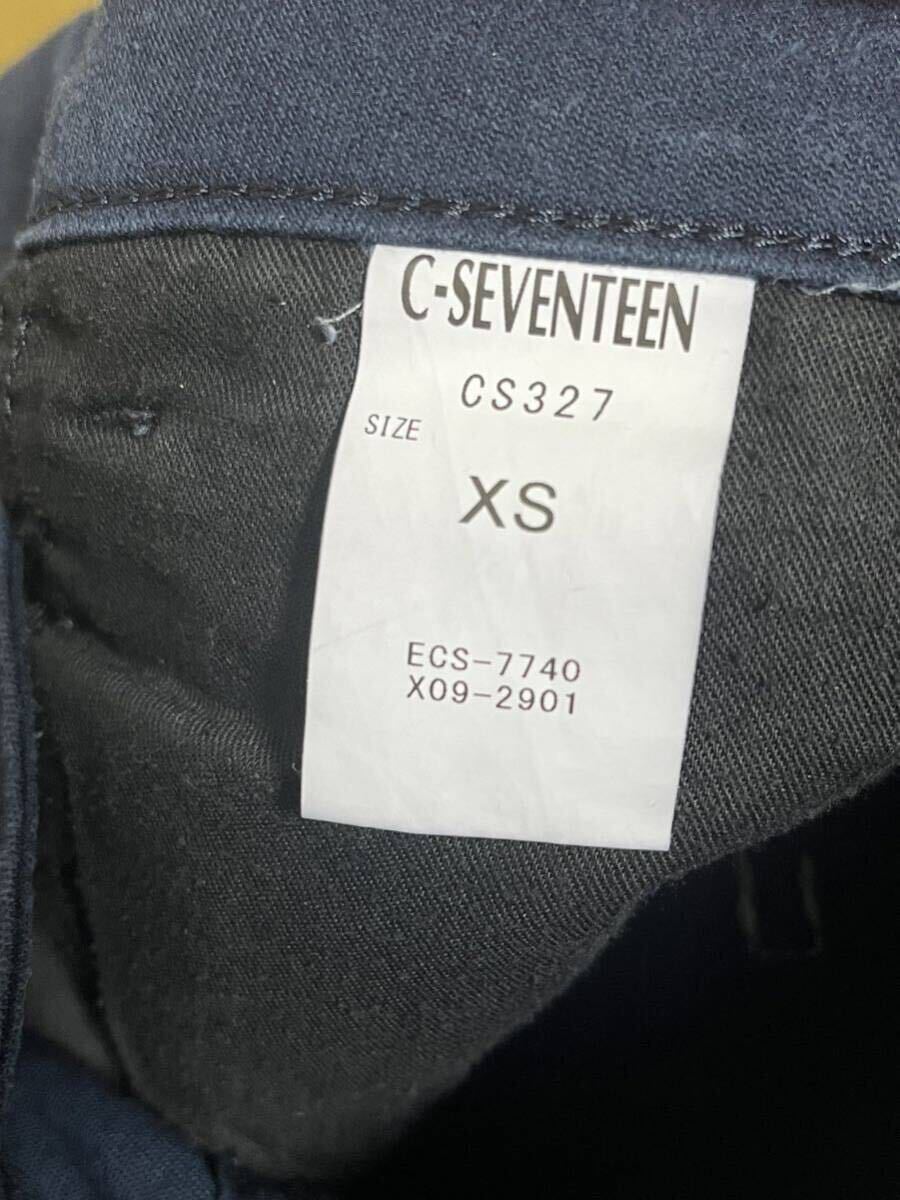 C-SEVENTEEN
CS327
SIZE
XS
ECS-7740
X09-2901